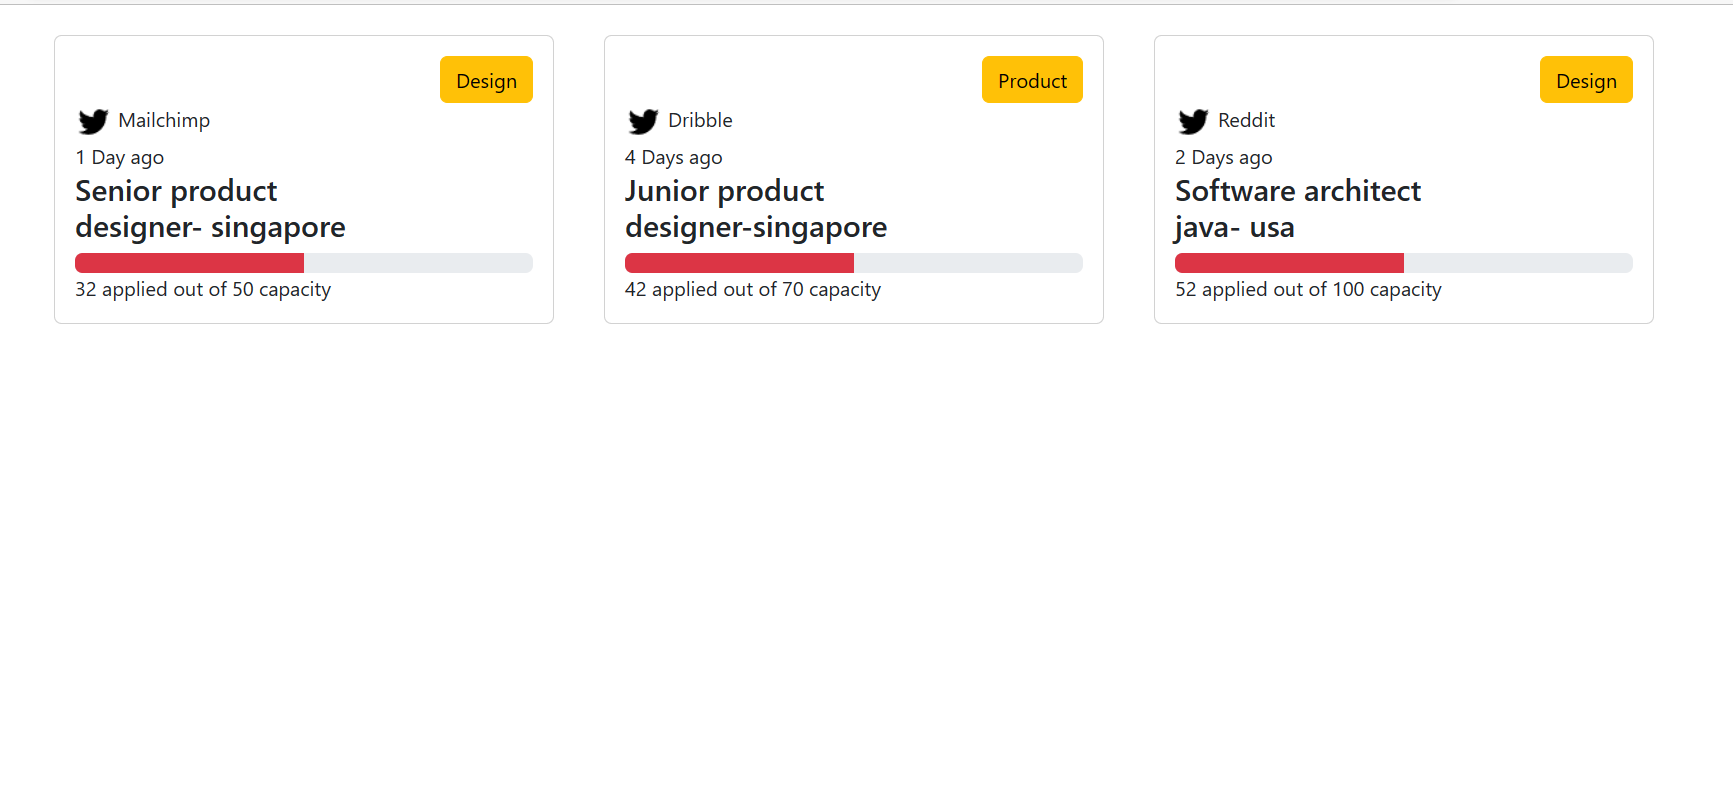 Design
Mailchimp
1 Day ago
Senior product
designer- singapore
32 applied out of 50 capacity
Product
Dribble
4 Days ago
Junior product
designer-singapore
42 applied out of 70 capacity
Design
Reddit
2 Days ago
Software architect
java- usa
52 applied out of 100 capacity